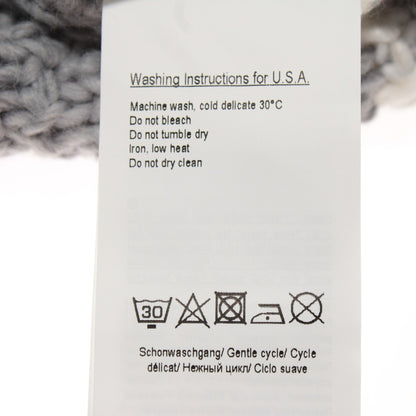 Washing Instructions for U.S.A.
Machine wash, cold delicate 30°C
Do not bleach
Do not tumble dry
Iron, low heat
Do not dry clean
30
Schonwaschgang/ Gentle cycle/ Cycle
délicat/ Нежный цикл/ Ciclo suave